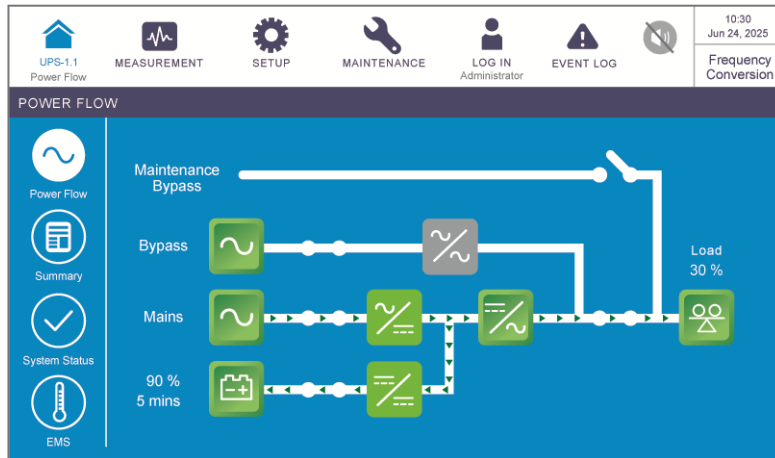 10:30
Jun 24, 2025
UPS-1.1
Power Flow
MEASUREMENT
SETUP
MAINTENANCE
LOG IN
Administrator
EVENT LOG
Frequency
Conversion
POWER FLOW
Power Flow
Summary
System Status
EMS
Maintenance
Bypass
Bypass
Load
30 %
Mains
90 %
5 mins